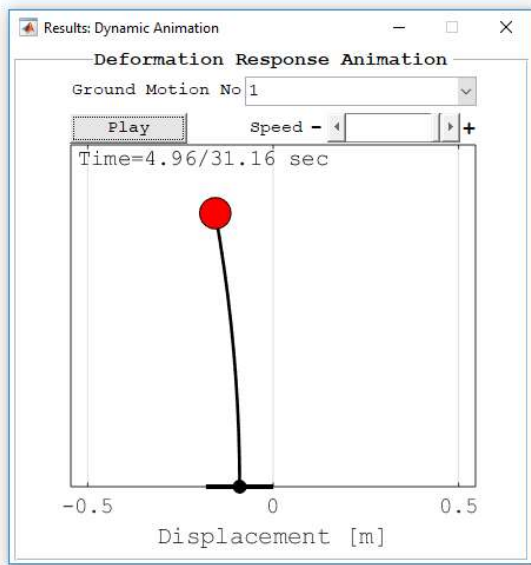 Results: Dynamic Animation
Deformation Response Animation
Ground Motion No 1
Play Speed - +
Time=4.96/31.16 sec
-0.5 0 0.5
Displacement [m]